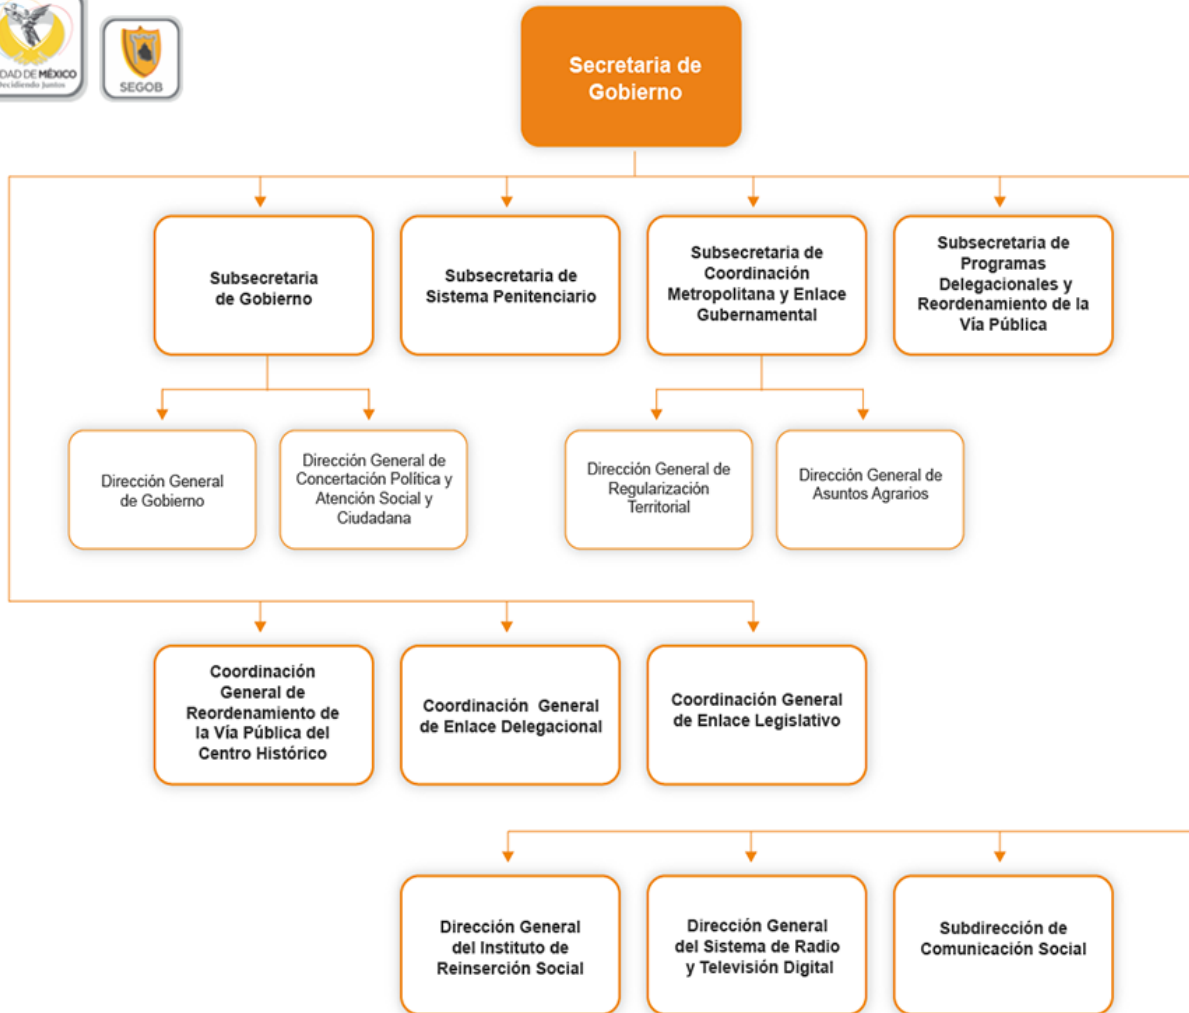 DAD DE MÉXICO
Decidiendo Juntos
SEGOB
Secretaria de
Gobierno
Subsecretaria
de Gobierno
Subsecretaria de
Sistema Penitenciario
Subsecretaria de
Coordinación
Metropolitana y Enlace
Gubernamental
Subsecretaria de
Programas
Delegacionales y
Reordenamiento de la
Vía Pública
Dirección General
de Gobierno
Dirección General de
Concertación Política y
Atención Social y
Ciudadana
Dirección General de
Regularización
Territorial
Dirección General de
Asuntos Agrarios
Coordinación
General de
Reordenamiento de
la Vía Pública del
Centro Histórico
Coordinación General
de Enlace Delegacional
Coordinación General
de Enlace Legislativo
Dirección General
del Instituto de
Reinserción Social
Dirección General
del Sistema de Radio
y Televisión Digital
Subdirección de
Comunicación Social